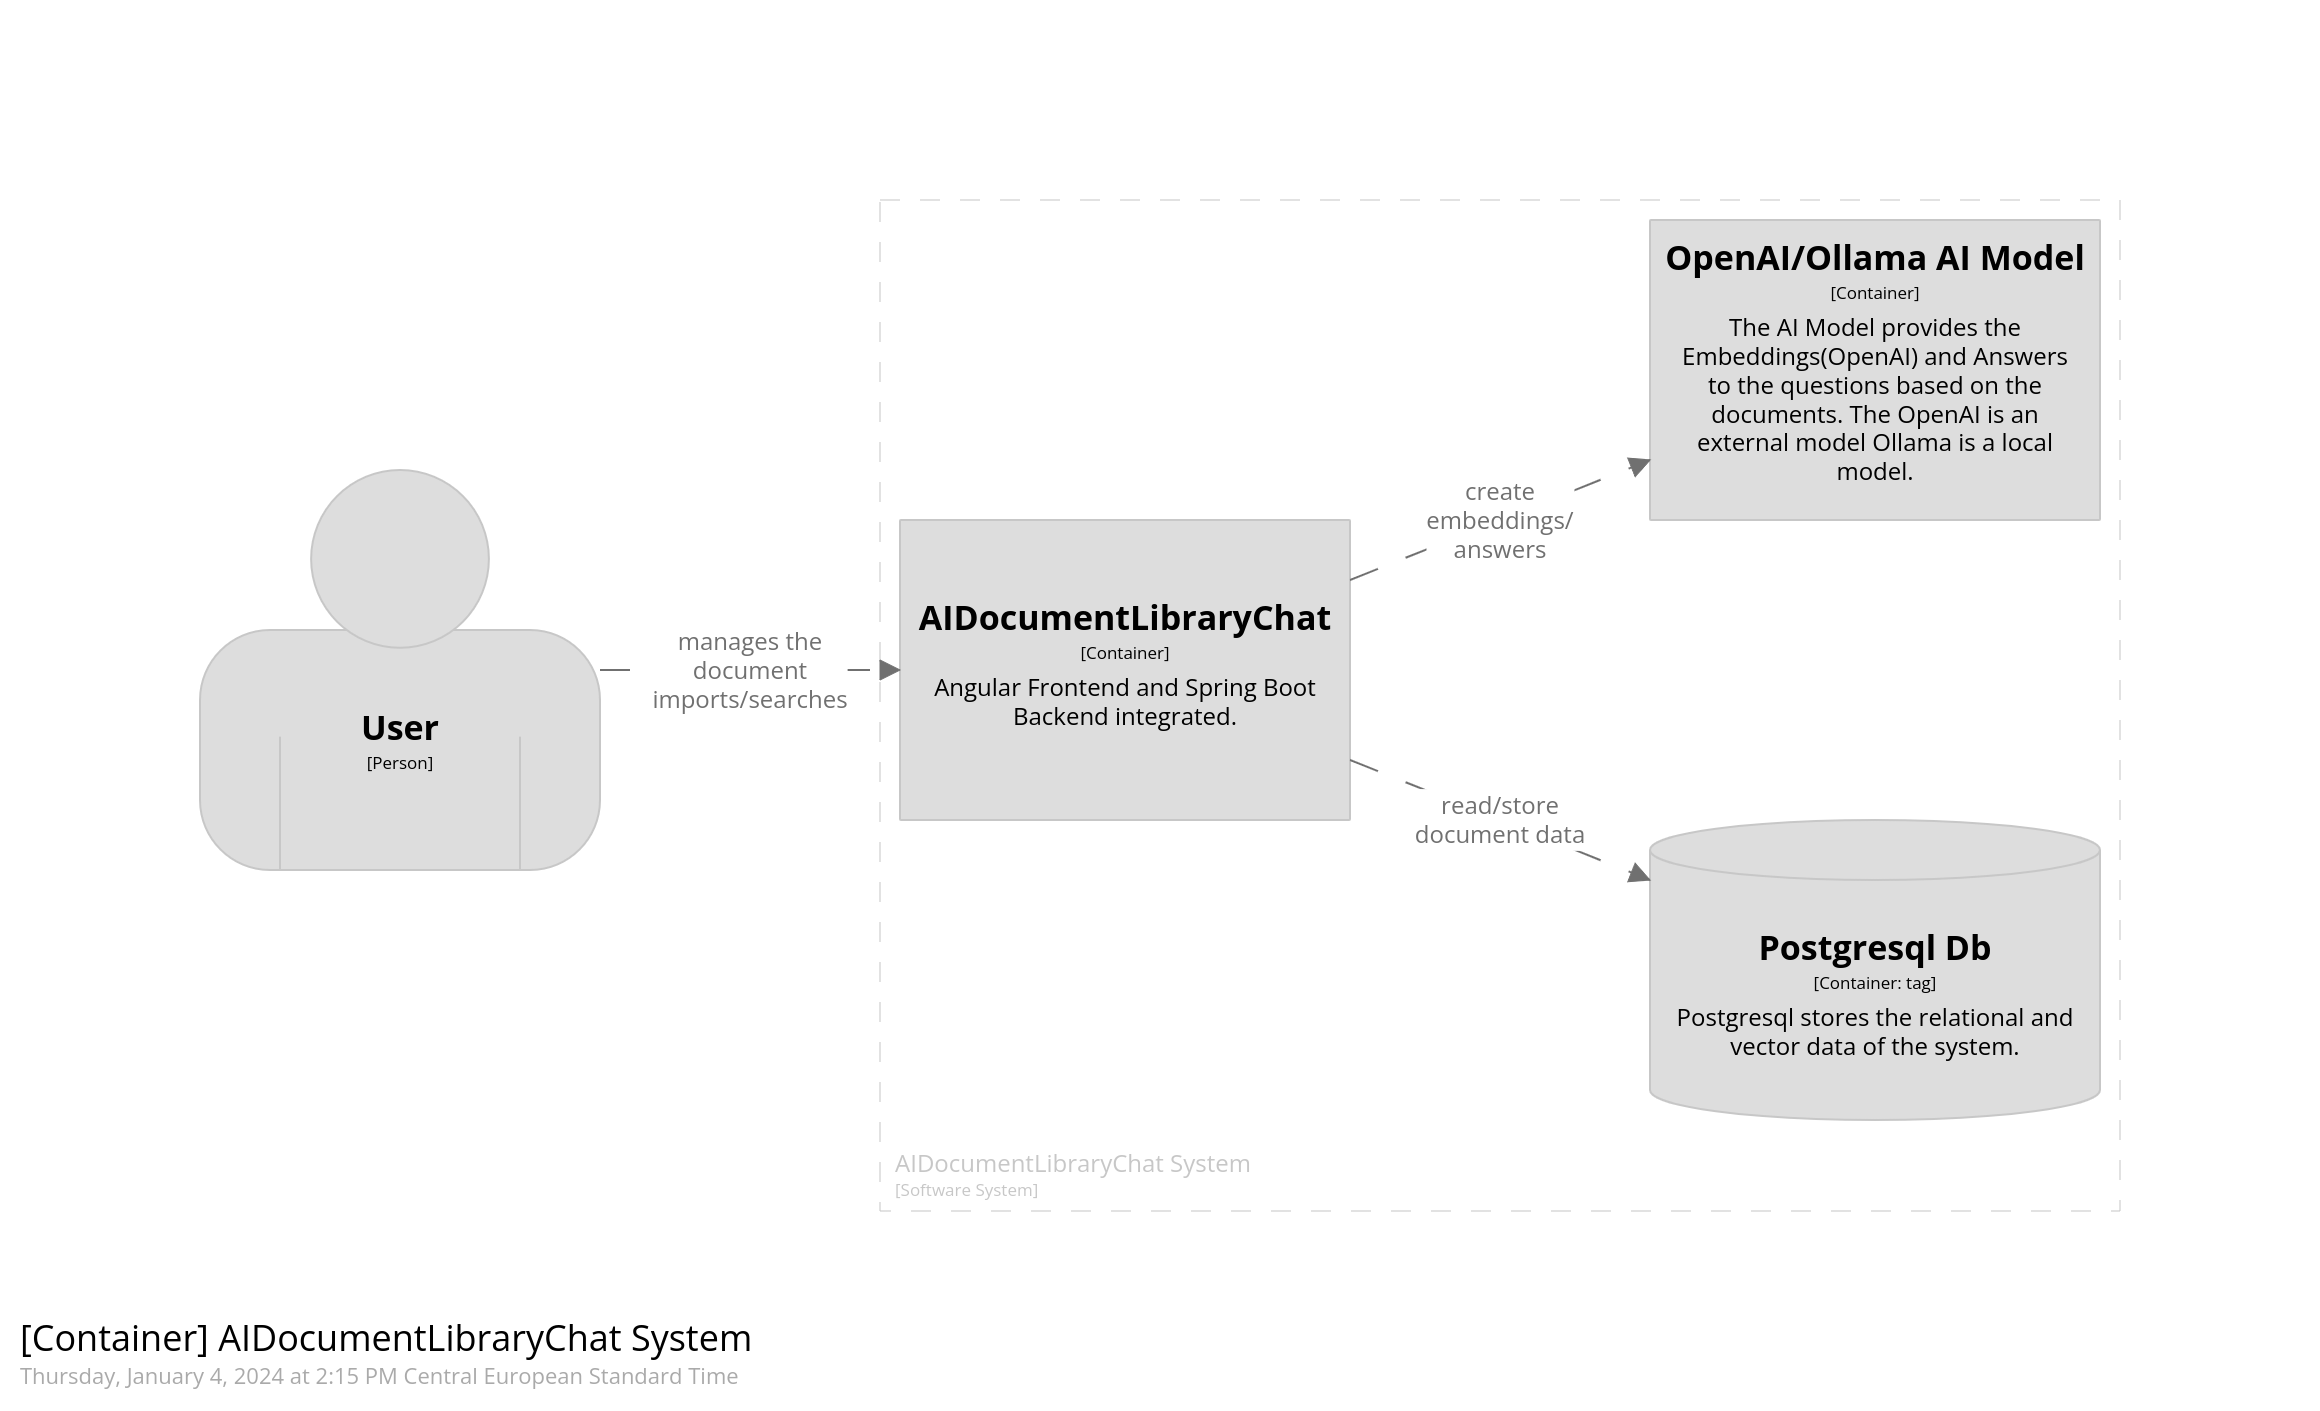 OpenAI/Ollama AI Model
[Container]
The AI Model provides the
Embeddings(OpenAI) and Answers
to the questions based on the
documents. The OpenAI is an
external model Ollama is a local
model.
create
embeddings/
answers
AIDocumentLibraryChat
[Container]
Angular Frontend and Spring Boot
Backend integrated.
manages the
document
imports/searches
User
[Person]
read/store
document data
Postgresql Db
[Container: tag]
Postgresql stores the relational and
vector data of the system.
AIDocumentLibraryChat System
[Software System]
[Container] AIDocumentLibraryChat System
Thursday, January 4, 2024 at 2:15 PM Central European Standard Time